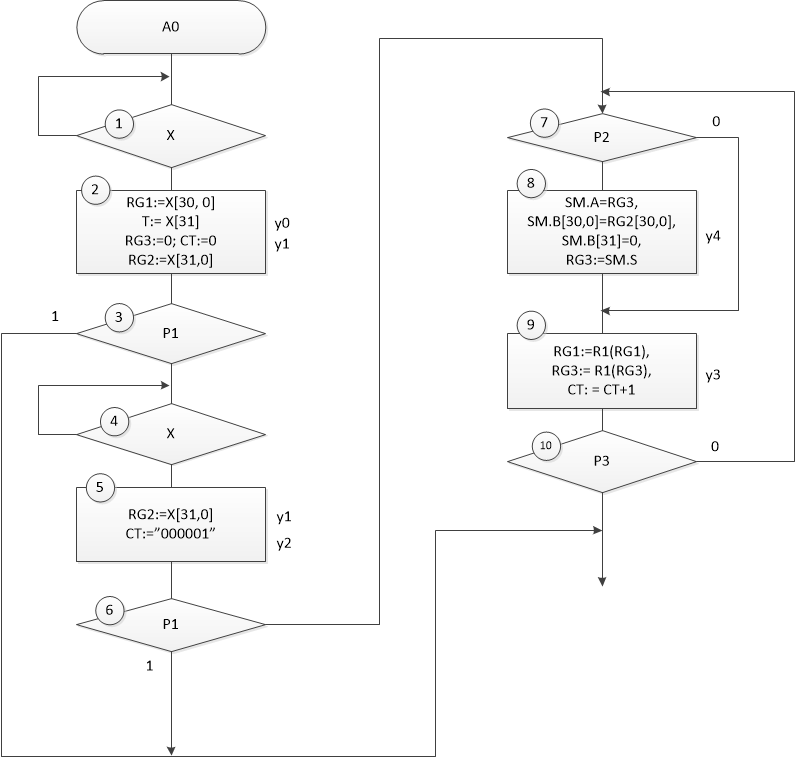 A0
1
X
2
RG1:=X[30, 0]
T:= X[31]
RG3:=0; CT:=0
RG2:=X[31,0]
y0
y1
3
1
P1
4
X
5
RG2:=X[31,0]
CT:=”000001”
y1
y2
6
P1
1
7
0
P2
8
SM.A=RG3,
SM.B[30,0]=RG2[30,0],
SM.B[31]=0,
RG3:=SM.S
y4
9
RG1:=R1(RG1),
RG3:= R1(RG3),
CT: = CT+1
y3
10
0
P3